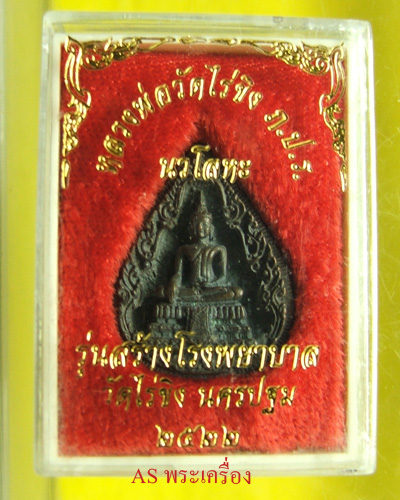 หลวงพ่อวัดไร่ขิง ภ.ป.ร.
นวโลหะ
รุ่นสร้างโรงพยาบาล
วัดไร่ขิง นครปฐม
๒๕๒๒
AS พระเครื่อง